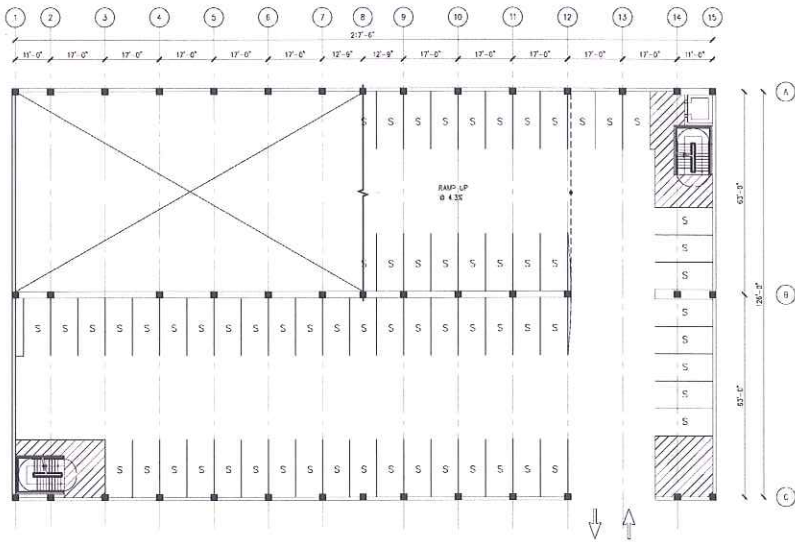 1 2 3 4 5 6 7 8 9 10 11 12 13 14 15
217'-6"
11'-0" 17'-0" 17'-0" 17'-0" 17'-0" 17'-0" 12'-9" 12'-9" 17'-0" 17'-0" 17'-0" 17'-0" 17'-0" 11'-0"
A
S S S S S S S S S S S
RAMP UP
@ 4.3%
63'-0"
S
S
S
S S S S S S S S
B
126'-0"
S S S S S S S S S S S S S S S S S S S S
S
S
S
S
S
63'-0"
S S S S S S S S S S S S S S S S S
C